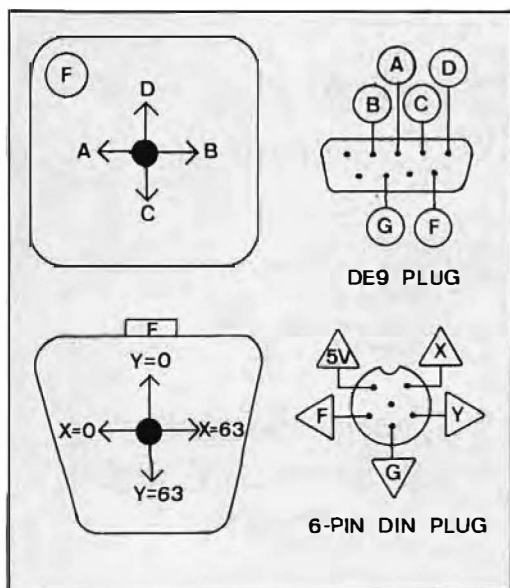 F
D
A
B
C
A
D
B
C
G
F
DE9 PLUG
F
Y=0
X=0
X=63
Y=63
5V
X
F
Y
G
6-PIN DIN PLUG